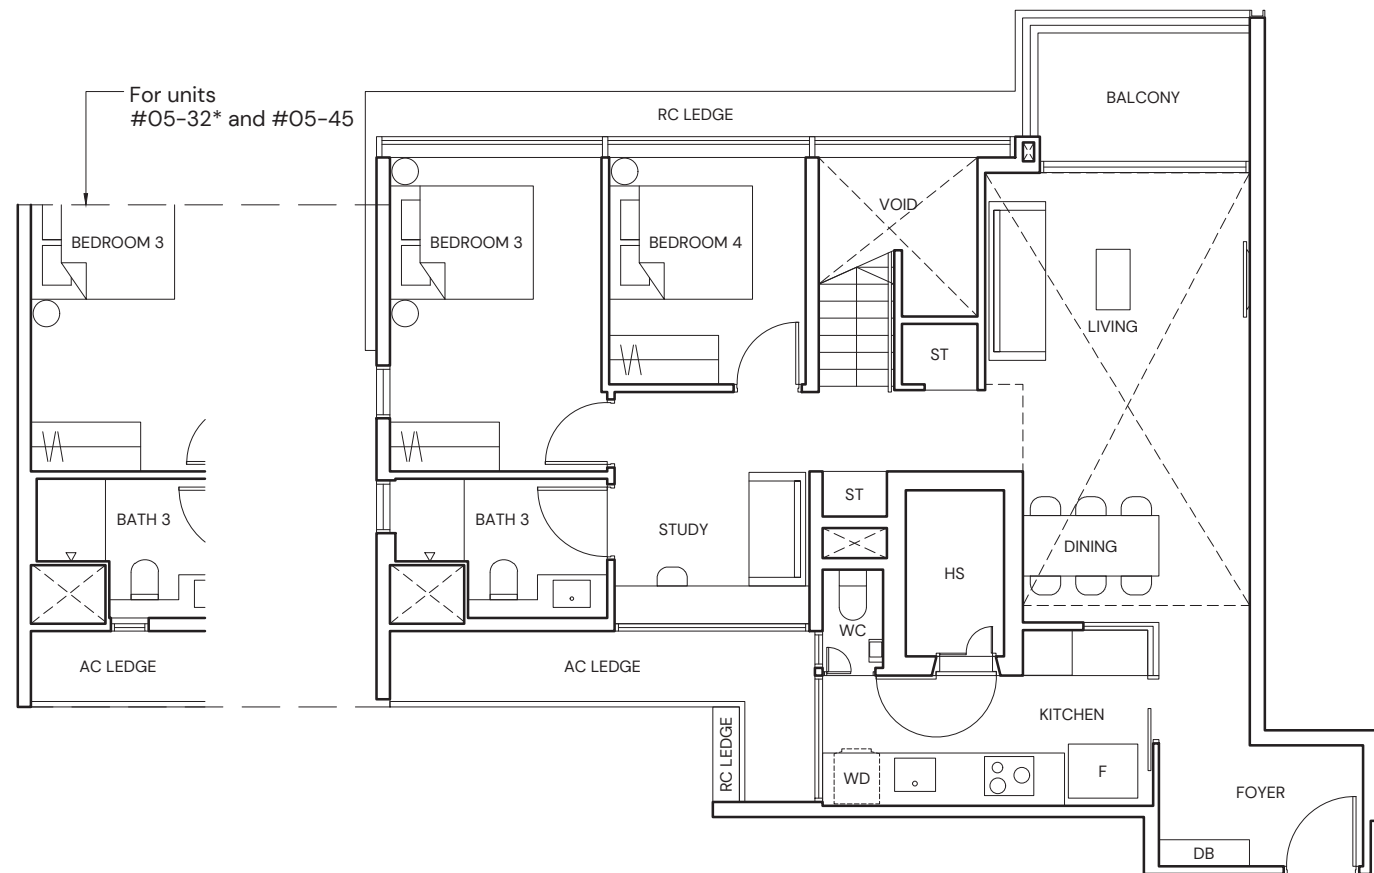 For units
#05-32* and #05-45
RC LEDGE
BALCONY
VOID
BEDROOM 3
BEDROOM 3
BEDROOM 4
LIVING
ST
ST
BATH 3
BATH 3
STUDY
DINING
HS
WC
AC LEDGE
AC LEDGE
KITCHEN
RC LEDGE
WD
F
FOYER
DB